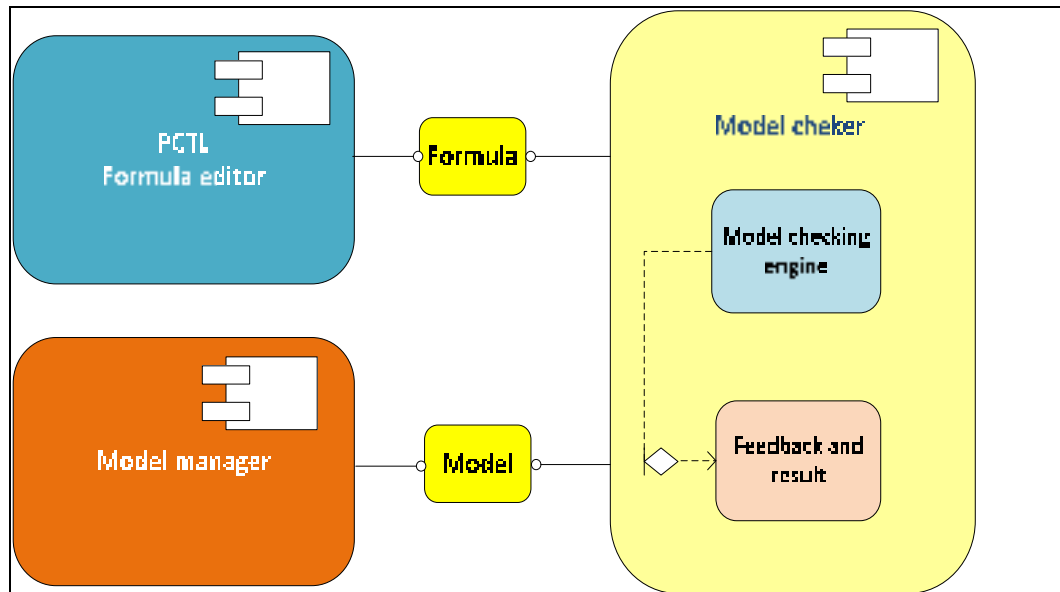 PCTL
Formula editor
Formula
Model cheker
Model checking
engine
Model manager
Model
Feedback and
result